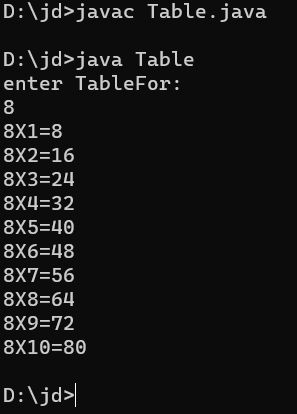 D:\jd>javac Table.java
D:\jd>java Table
enter TableFor:
8
8X1=8
8X2=16
8X3=24
8X4=32
8X5=40
8X6=48
8X7=56
8X8=64
8X9=72
8X10=80
D:\jd>